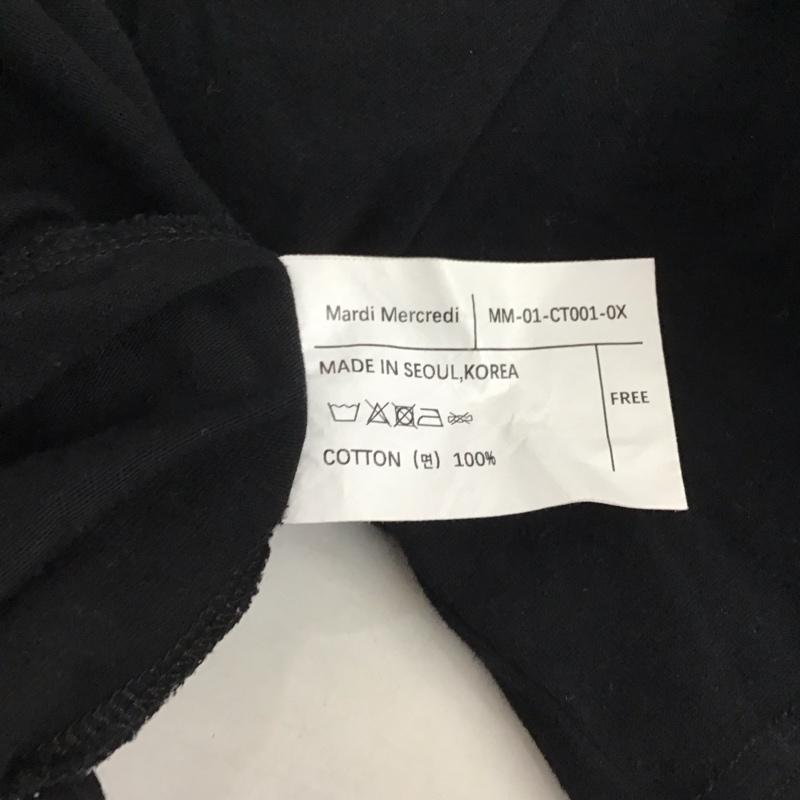 Mardi Mercredi MM-01-CT001-0X
MADE IN SEOUL,KOREA
FREE
COTTON (면) 100%